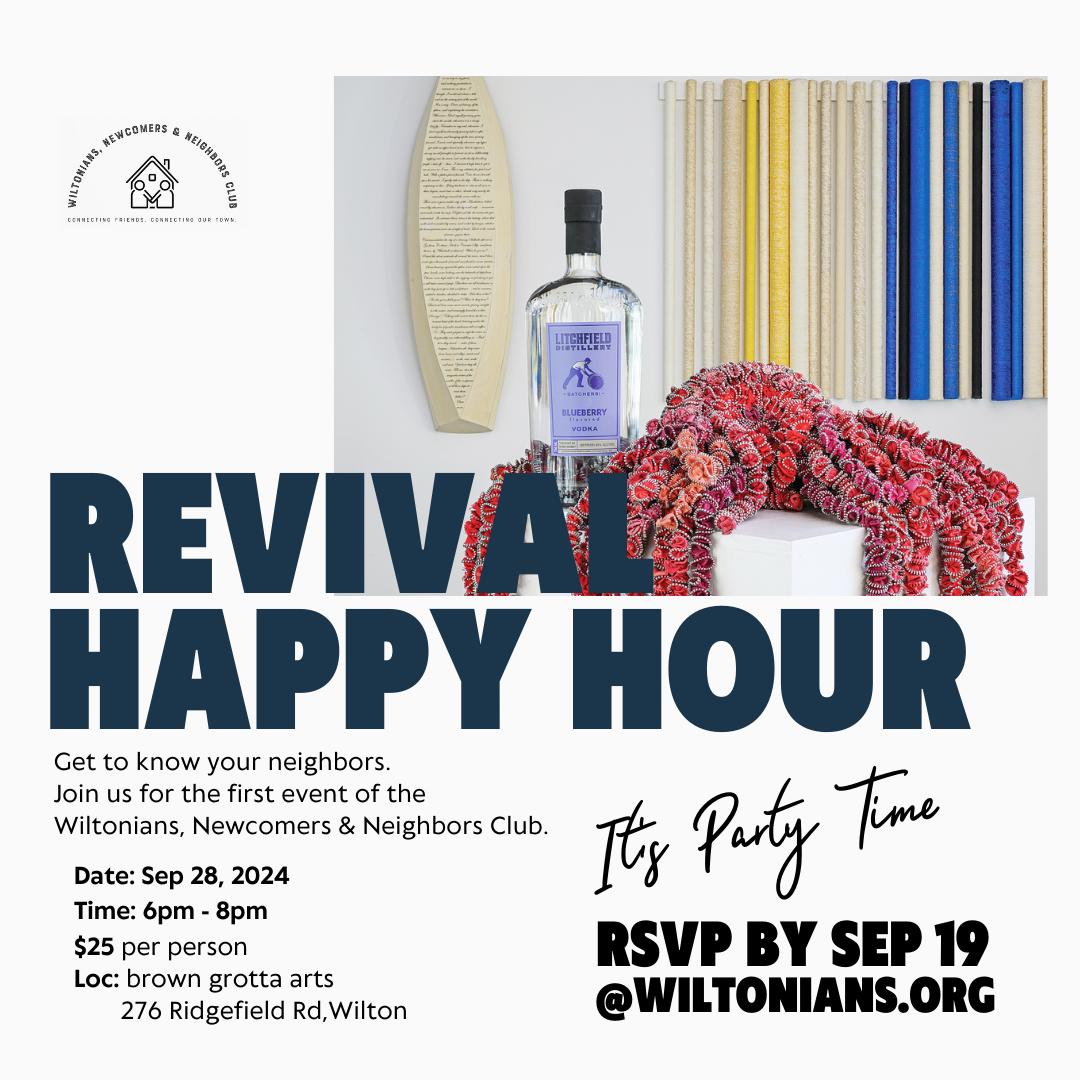 WILTONIANS, NEWCOMERS & NEIGHBORS CLUB
CONNECTING FRIENDS. CONNECTING OUR TOWN.
LITCHFIELD
DISTILLERY
BATCHERS
BLUEBERRY
flavored
VODKA
REVIVAL
HAPPY HOUR
Get to know your neighbors.
Join us for the first event of the
Wiltonians, Newcomers & Neighbors Club.
Date: Sep 28, 2024
Time: 6pm - 8pm
$25 per person
Loc: brown grotta arts
276 Ridgefield Rd,Wilton
It's Party Time
RSVP BY SEP 19
@WILTONIANS.ORG